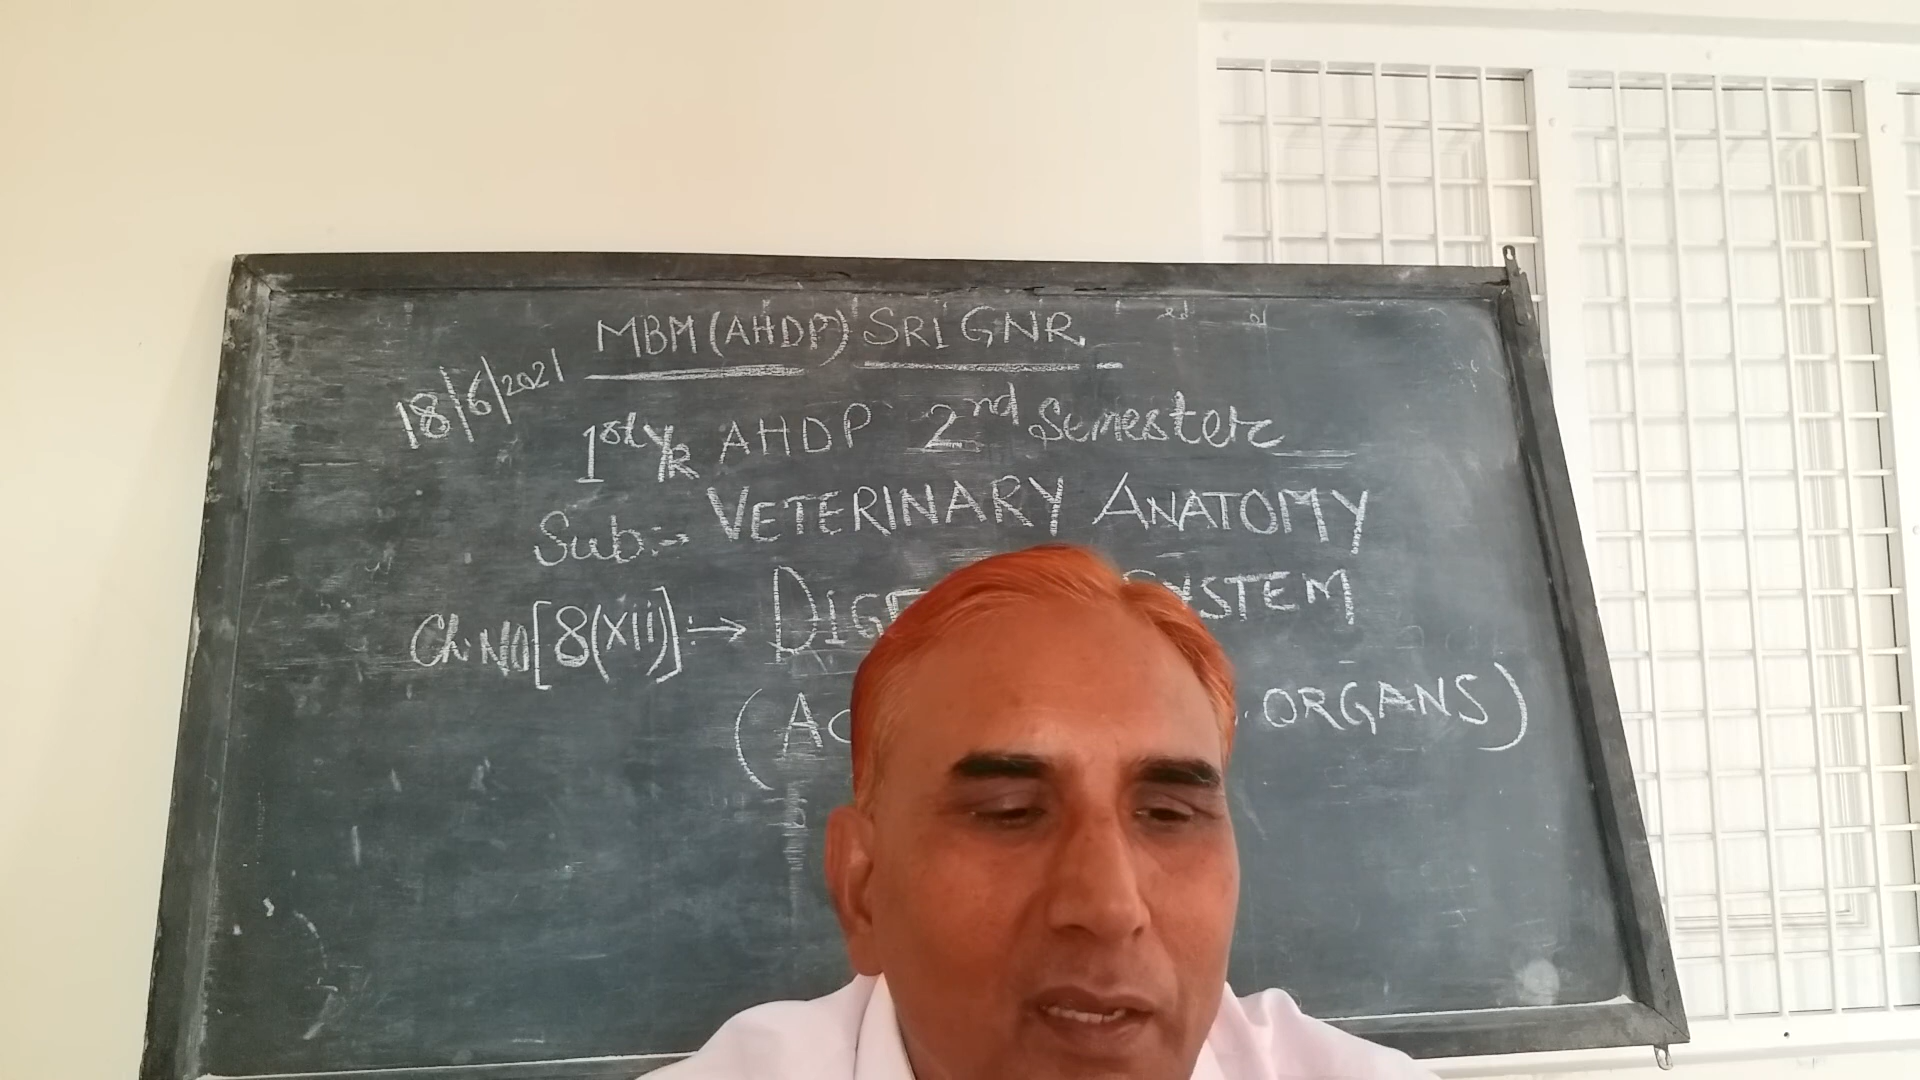 MBM (AHDP) SRI GNR.
18/6/2021
1st YR AHDP 2nd Semester
Sub:- VETERINARY ANATOMY
Ch. NO [8(xii)] :→ SYSTEM
( ORGANS)